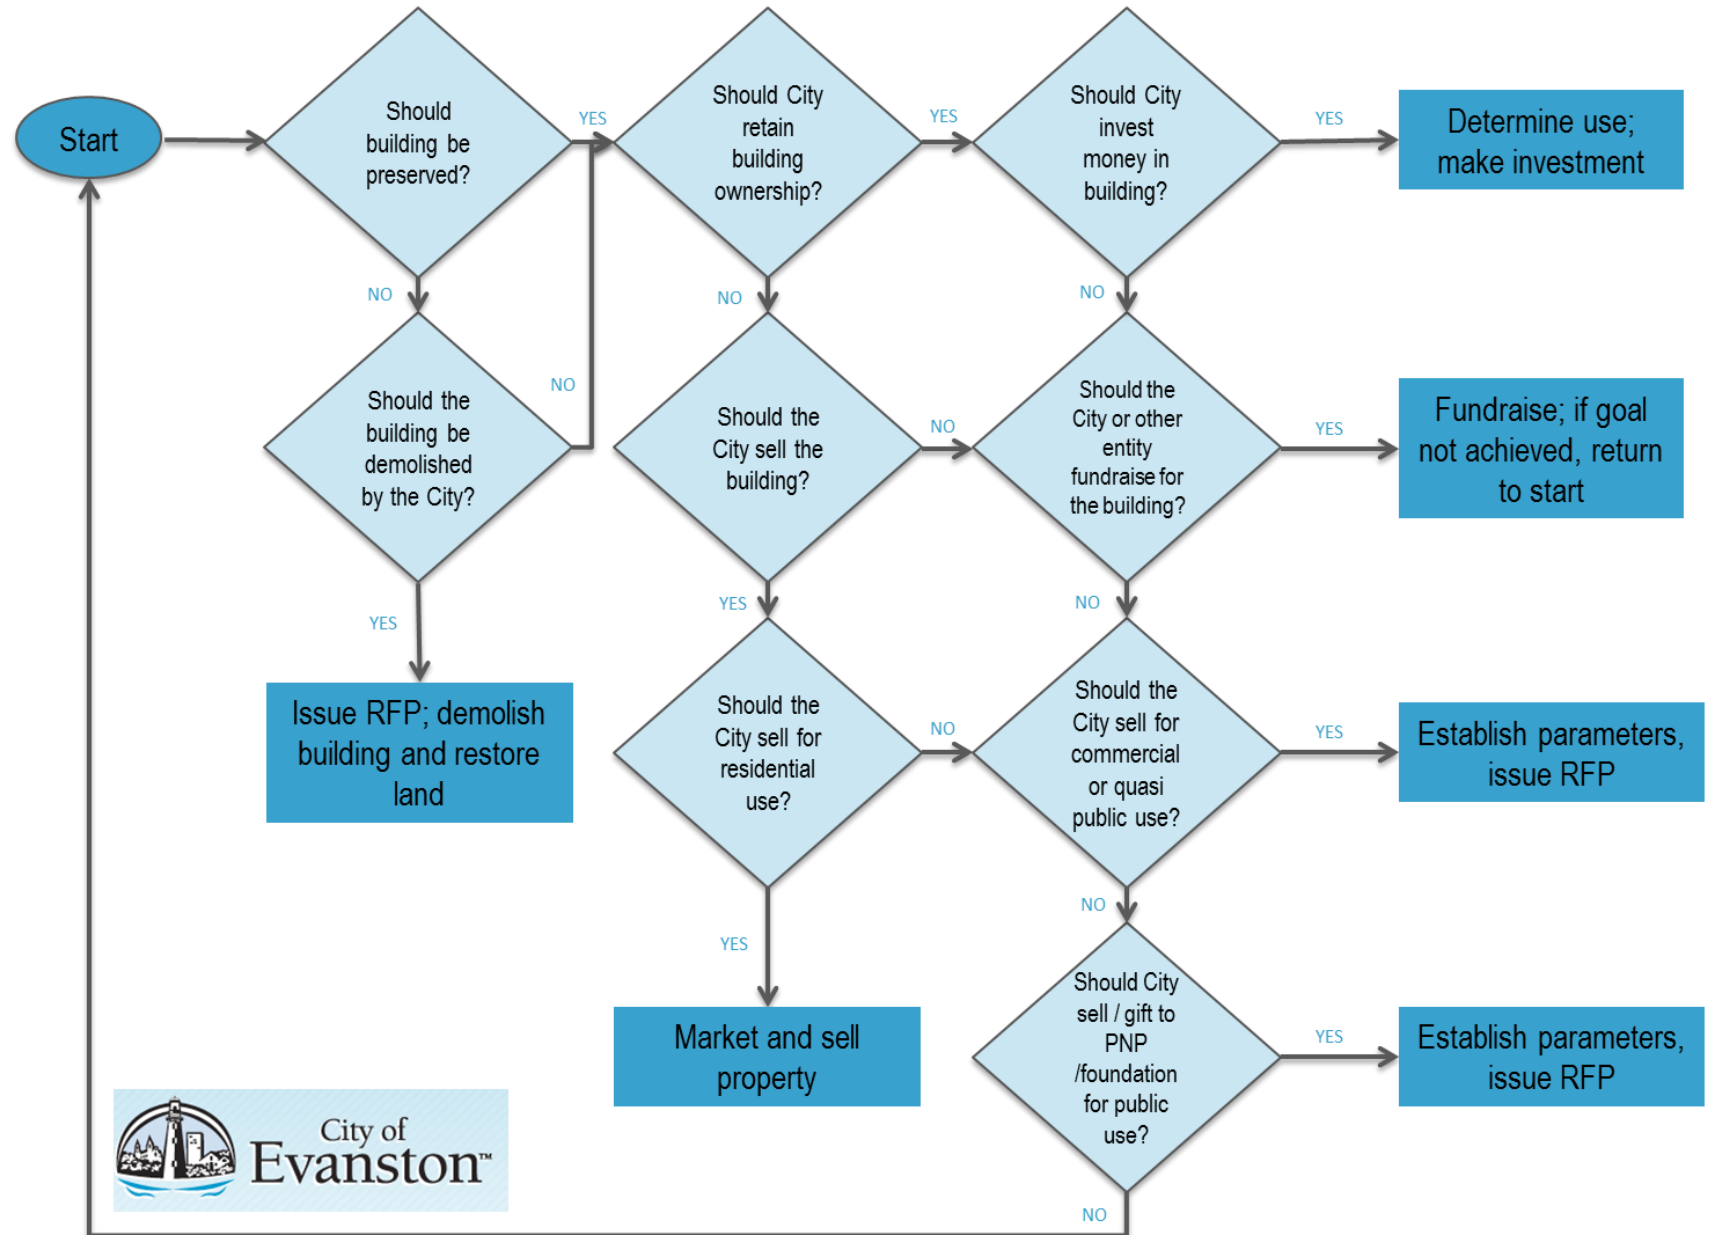 Start
Should
building be
preserved?
YES
Should City
retain
building
ownership?
YES
Should City
invest
money in
building?
YES
Determine use;
make investment
NO
NO
NO
Should the
building be
demolished
by the City?
NO
Should the
City sell the
building?
NO
Should the
City or other
entity
fundraise for
the building?
YES
Fundraise; if goal
not achieved, return
to start
YES
YES
NO
Issue RFP; demolish
building and restore
land
Should the
City sell for
residential
use?
NO
Should the
City sell for
commercial
or quasi
public use?
YES
Establish parameters,
issue RFP
YES
NO
Market and sell
property
Should City
sell / gift to
PNP
/foundation
for public
use?
YES
Establish parameters,
issue RFP
City of
Evanston™
NO